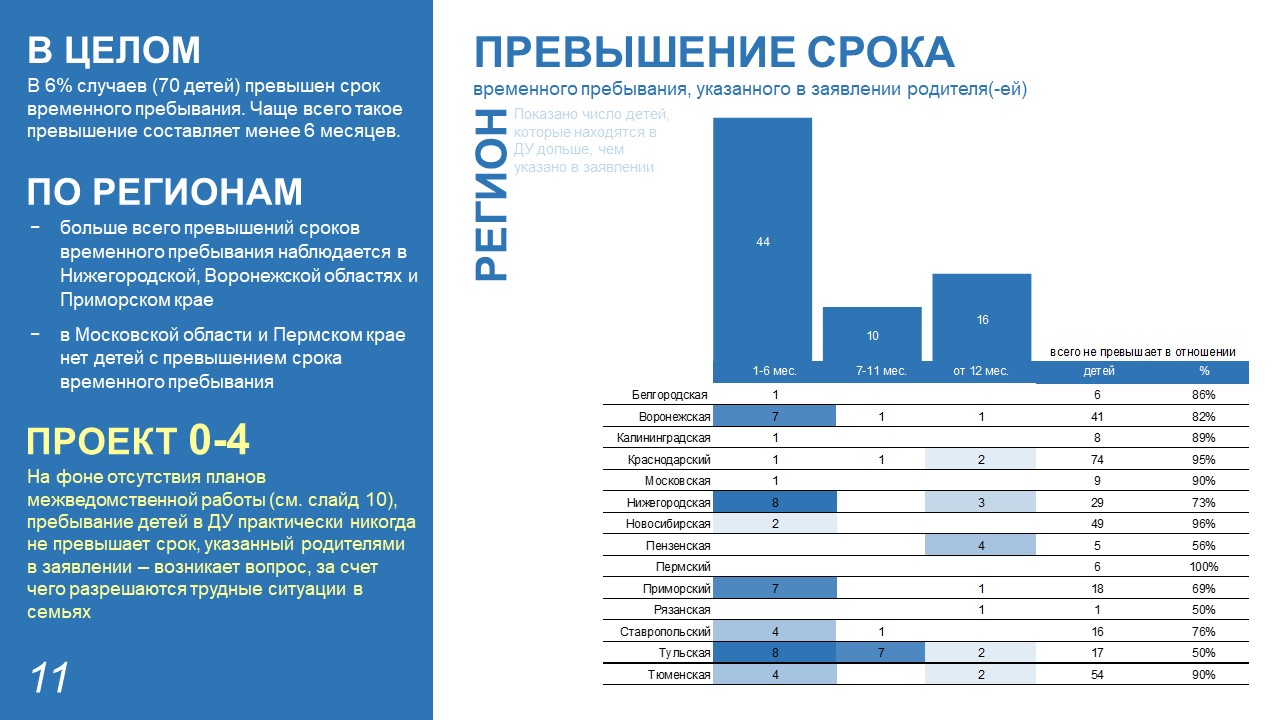 В ЦЕЛОМ
В 6% случаев (70 детей) превышен срок
временного пребывания. Чаще всего такое
превышение составляет менее 6 месяцев.
ПО РЕГИОНАМ
− больше всего превышений сроков
временного пребывания наблюдается в
Нижегородской, Воронежской областях и
Приморском крае
− в Московской области и Пермском крае
нет детей с превышением срока
временного пребывания
ПРОЕКТ 0-4
На фоне отсутствия планов
межведомственной работы (см. слайд 10),
пребывание детей в ДУ практически никогда
не превышает срок, указанный родителями
в заявлении – возникает вопрос, за счет
чего разрешаются трудные ситуации в
семьях
11
ПРЕВЫШЕНИЕ СРОКА
временного пребывания, указанного в заявлении родителя(-ей)
РЕГИОН
Показано число детей,
которые находятся в
ДУ дольше, чем
указано в заявлении
44
10
16
всего не превышает в отношении
1-6 мес. 7-11 мес. от 12 мес. детей %
Белгородская 1 6 86%
Воронежская 7 1 1 41 82%
Калининградская 1 8 89%
Краснодарский 1 1 2 74 95%
Московская 1 9 90%
Нижегородская 8 3 29 73%
Новосибирская 2 49 96%
Пензенская 4 5 56%
Пермский 6 100%
Приморский 7 1 18 69%
Рязанская 1 1 50%
Ставропольский 4 1 16 76%
Тульская 8 7 2 17 50%
Тюменская 4 2 54 90%